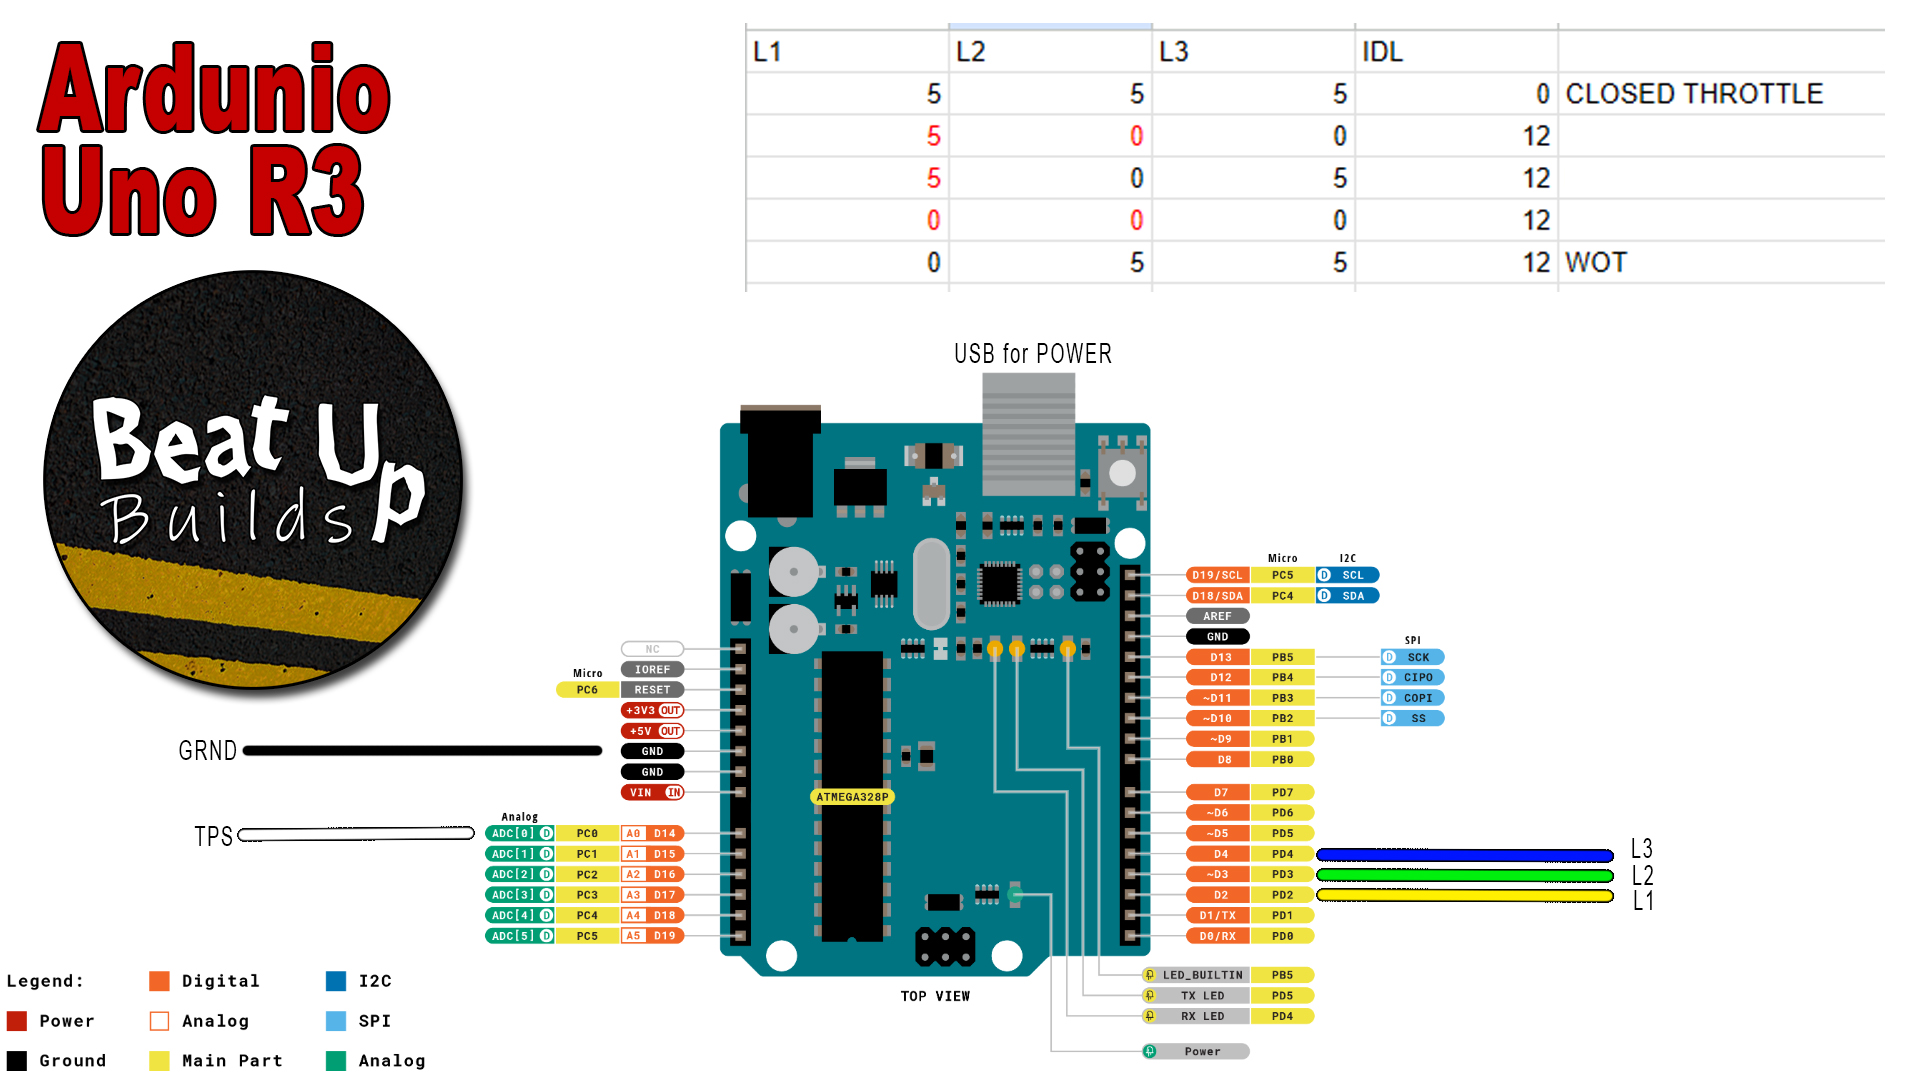 Ardunio
Uno R3
L1 L2 L3 IDL
5 5 5 0 CLOSED THROTTLE
5 0 0 12
5 0 5 12
0 0 0 12
0 5 5 12 WOT
Beat Up
Builds
USB for POWER
Micro I2C
D19/SCL PC5 D SCL
D18/SDA PC4 D SDA
AREF
GND
SPI
D13 PB5 D SCK
D12 PB4 D CIPO
~D11 PB3 D COPI
~D10 PB2 D SS
~D9 PB1
D8 PB0
D7 PD7
~D6 PD6
~D5 PD5
D4 PD4 L3
~D3 PD3 L2
D2 PD2 L1
D1/TX PD1
D0/RX PD0
NC
IOREF
Micro
PC6 RESET
+3V3 OUT
+5V OUT
GRND GND
GND
VIN IN
Analog
TPS ADC[0] D PC0 A0 D14
ADC[1] D PC1 A1 D15
ADC[2] D PC2 A2 D16
ADC[3] D PC3 A3 D17
ADC[4] D PC4 A4 D18
ADC[5] D PC5 A5 D19
ATMEGA328P
TOP VIEW
LED_BUILTIN PB5
TX LED PD5
RX LED PD4
Power
Legend: Digital I2C
Power Analog SPI
Ground Main Part Analog